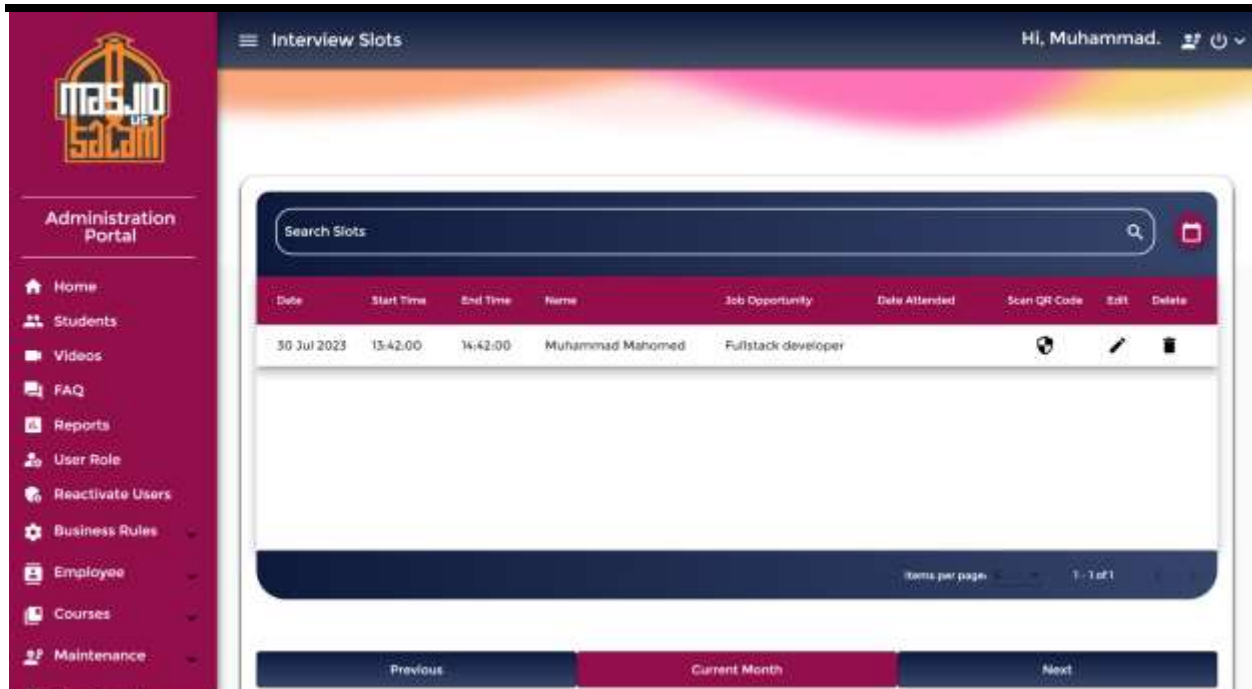 MASJID
US
SALAM
Interview Slots
Hi, Muhammad.
Administration
Portal
Home
Students
Videos
FAQ
Reports
User Role
Reactivate Users
Business Rules
Employee
Courses
Maintenance
Search Slots
Date Start Time End Time Name Job Opportunity Date Attended Scan QR Code Edit Delete
30 Jul 2023 13:42:00 14:42:00 Muhammad Mahomed Fullstack developer
Items per page: 1 - 1 of 1
Previous Current Month Next